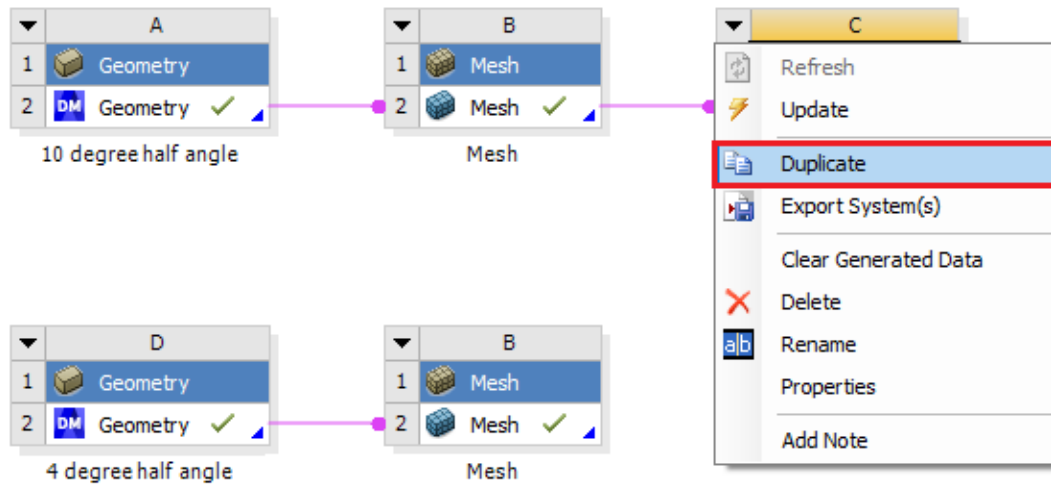 A
1 Geometry
2 DM Geometry
10 degree half angle
B
1 Mesh
2 Mesh
Mesh
C
Refresh
Update
Duplicate
Export System(s)
Clear Generated Data
Delete
a|b Rename
Properties
Add Note
D
1 Geometry
2 DM Geometry
4 degree half angle
B
1 Mesh
2 Mesh
Mesh